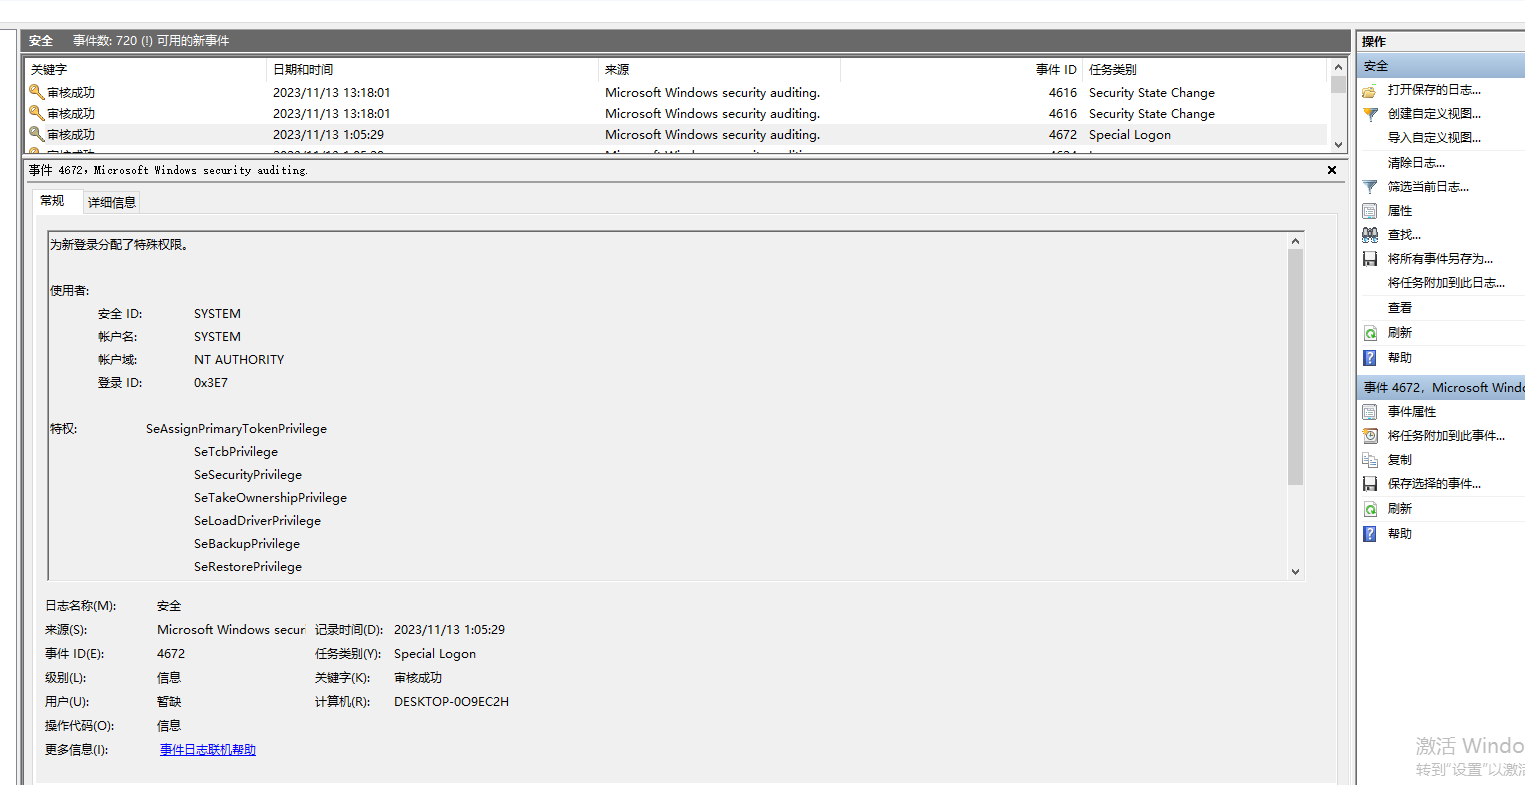 安全 事件数: 720 (!) 可用的新事件
关键字 日期和时间 来源 事件 ID 任务类别
审核成功 2023/11/13 13:18:01 Microsoft Windows security auditing. 4616 Security State Change
审核成功 2023/11/13 13:18:01 Microsoft Windows security auditing. 4616 Security State Change
审核成功 2023/11/13 1:05:29 Microsoft Windows security auditing. 4672 Special Logon
事件 4672，Microsoft Windows security auditing.
常规 详细信息
为新登录分配了特殊权限。
使用者:
安全 ID: SYSTEM
帐户名: SYSTEM
帐户域: NT AUTHORITY
登录 ID: 0x3E7
特权: SeAssignPrimaryTokenPrivilege
SeTcbPrivilege
SeSecurityPrivilege
SeTakeOwnershipPrivilege
SeLoadDriverPrivilege
SeBackupPrivilege
SeRestorePrivilege
日志名称(M): 安全
来源(S): Microsoft Windows secur 记录时间(D): 2023/11/13 1:05:29
事件 ID(E): 4672 任务类别(Y): Special Logon
级别(L): 信息 关键字(K): 审核成功
用户(U): 暂缺 计算机(R): DESKTOP-0O9EC2H
操作代码(O): 信息
更多信息(I): 事件日志联机帮助
操作
安全
打开保存的日志...
创建自定义视图...
导入自定义视图...
清除日志...
筛选当前日志...
属性
查找...
将所有事件另存为...
将任务附加到此日志...
查看
刷新
帮助
事件 4672，Microsoft Windo
事件属性
将任务附加到此事件...
复制
保存选择的事件...
刷新
帮助
激活 Windo
转到"设置"以激活